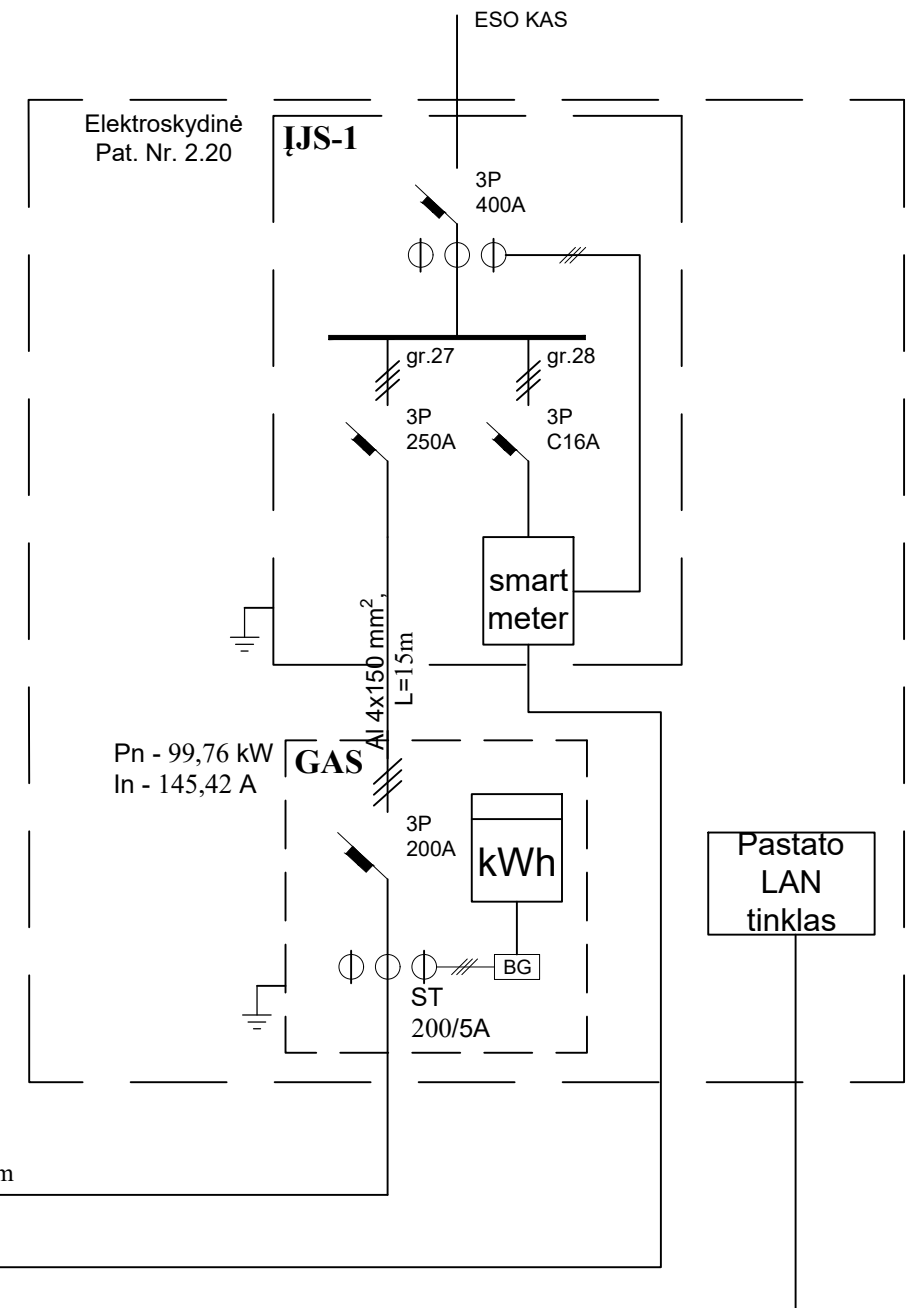 ESO KAS
Elektroskydinė
Pat. Nr. 2.20
ĮJS-1
3P
400A
gr.27
gr.28
3P
250A
3P
C16A
smart
meter
Al 4x150 mm²,
L=15m
Pn - 99,76 kW
In - 145,42 A
GAS
3P
200A
kWh
BG
ST
200/5A
Pastato
LAN
tinklas
m